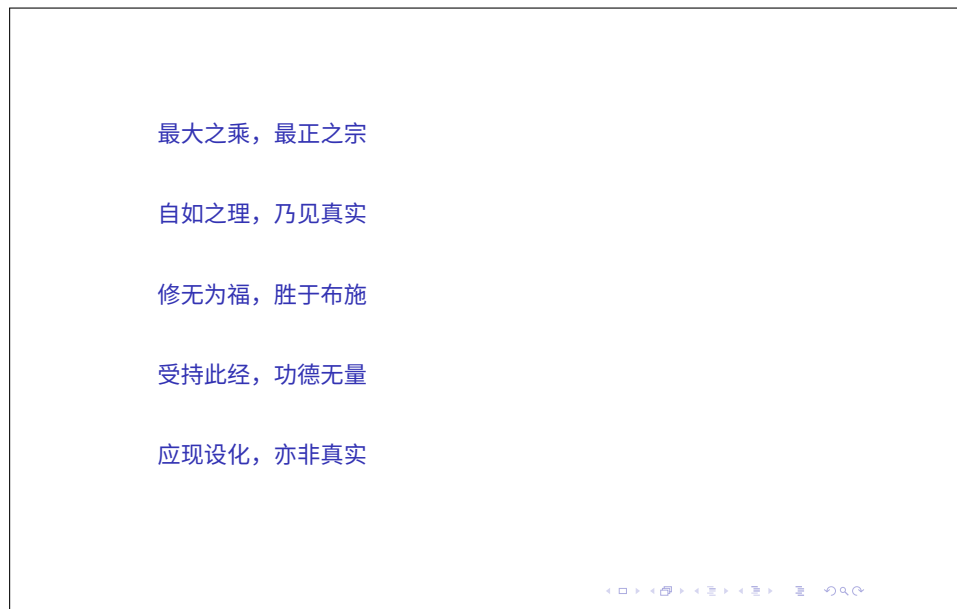 最大之乘，最正之宗
自如之理，乃见真实
修无为福，胜于布施
受持此经，功德无量
应现设化，亦非真实